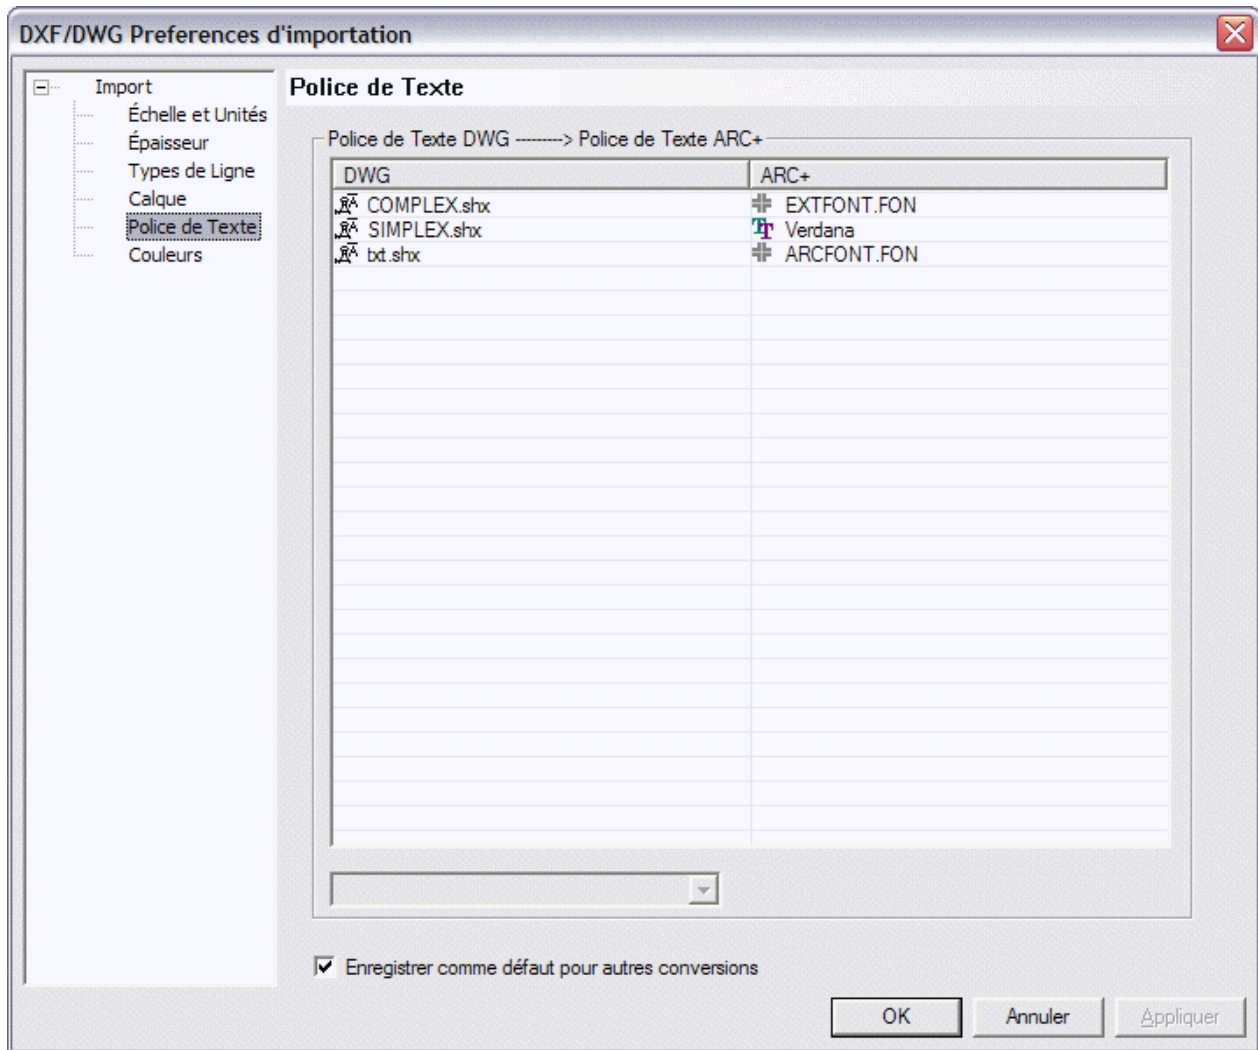 DXF/DWG Preferences d'importation
Import
Échelle et Unités
Épaisseur
Types de Ligne
Calque
Police de Texte
Couleurs
Police de Texte
Police de Texte DWG ---------> Police de Texte ARC+
DWG ARC+
COMPLEX.shx EXTFONT.FON
SIMPLEX.shx Verdana
txt.shx ARCFONT.FON
Enregistrer comme défaut pour autres conversions
OK Annuler Appliquer